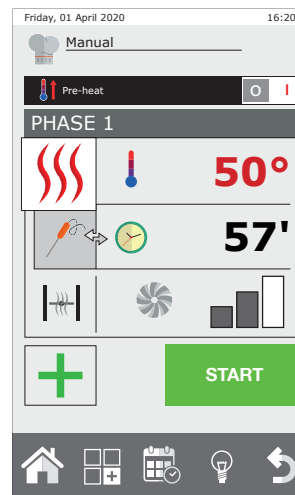 Friday, 01 April 2020 16:20
Manual
Pre-heat O I
PHASE 1
50°
57'
START